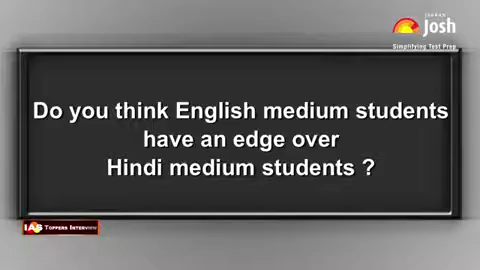 JAGRAN
Josh
Simplifying Test Prep
Do you think English medium students
have an edge over
Hindi medium students ?
IAS TOPPERS INTERVIEW